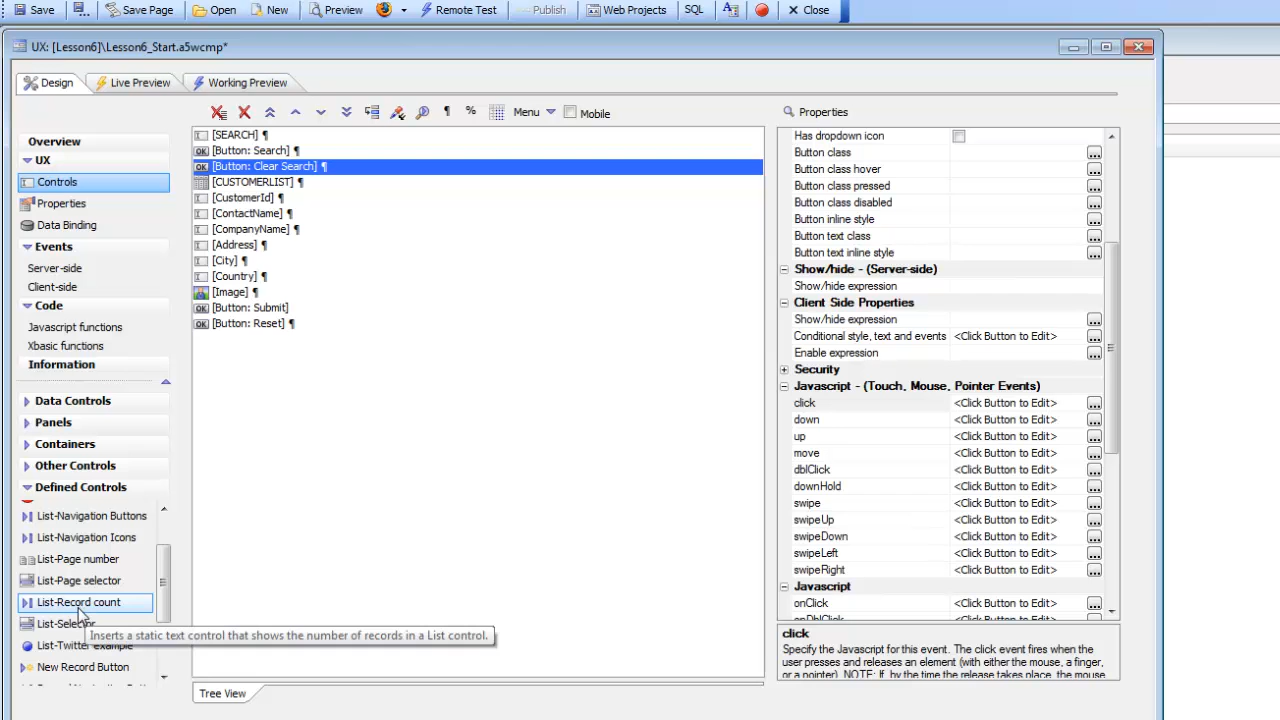 Save Save Page Open New Preview Remote Test Publish Web Projects SQL Close
UX: [Lesson6]\Lesson6_Start.a5wcmp*
Design Live Preview Working Preview
¶ % Menu Mobile
Properties
Overview
UX
Controls
Properties
Data Binding
Events
Server-side
Client-side
Code
Javascript functions
Xbasic functions
Information
Data Controls
Panels
Containers
Other Controls
Defined Controls
List-Navigation Buttons
List-Navigation Icons
List-Page number
List-Page selector
List-Record count
List-Selector
List-Twitter example
New Record Button
[SEARCH] ¶
[Button: Search] ¶
[Button: Clear Search] ¶
[CUSTOMERLIST] ¶
[CustomerId] ¶
[ContactName] ¶
[CompanyName] ¶
[Address] ¶
[City] ¶
[Country] ¶
[Image] ¶
[Button: Submit]
[Button: Reset] ¶
Inserts a static text control that shows the number of records in a List control.
Tree View
Has dropdown icon
Button class ...
Button class hover ...
Button class pressed ...
Button class disabled ...
Button inline style ...
Button text class ...
Button text inline style ...
Show/hide - (Server-side)
Show/hide expression
Client Side Properties
Show/hide expression ...
Conditional style, text and events <Click Button to Edit> ...
Enable expression ...
Security
Javascript - (Touch, Mouse, Pointer Events)
click <Click Button to Edit> ...
down <Click Button to Edit> ...
up <Click Button to Edit> ...
move <Click Button to Edit> ...
dblClick <Click Button to Edit> ...
downHold <Click Button to Edit> ...
swipe <Click Button to Edit> ...
swipeUp <Click Button to Edit> ...
swipeDown <Click Button to Edit> ...
swipeLeft <Click Button to Edit> ...
swipeRight <Click Button to Edit> ...
Javascript
onClick <Click Button to Edit> ...
click
Specify the Javascript for this event. The click event fires when the
user presses and releases an element (with either the mouse, a finger,
or a pointer). NOTE: If, by the time the release takes place, the mouse